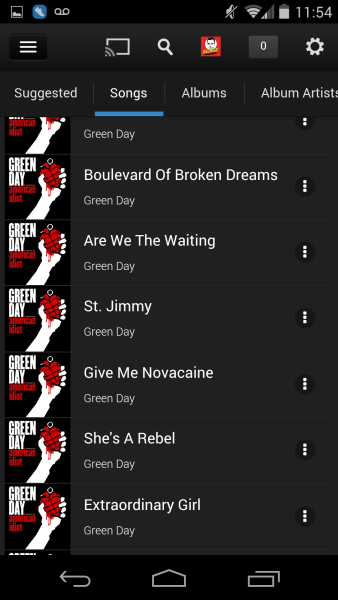 11:54
0
Suggested
Songs
Albums
Album Artists
GREEN DAY
american idiot
Green Day
GREEN DAY
american idiot
Boulevard Of Broken Dreams
Green Day
GREEN DAY
american idiot
Are We The Waiting
Green Day
GREEN DAY
american idiot
St. Jimmy
Green Day
GREEN DAY
american idiot
Give Me Novacaine
Green Day
GREEN DAY
american idiot
She's A Rebel
Green Day
GREEN DAY
american idiot
Extraordinary Girl
Green Day